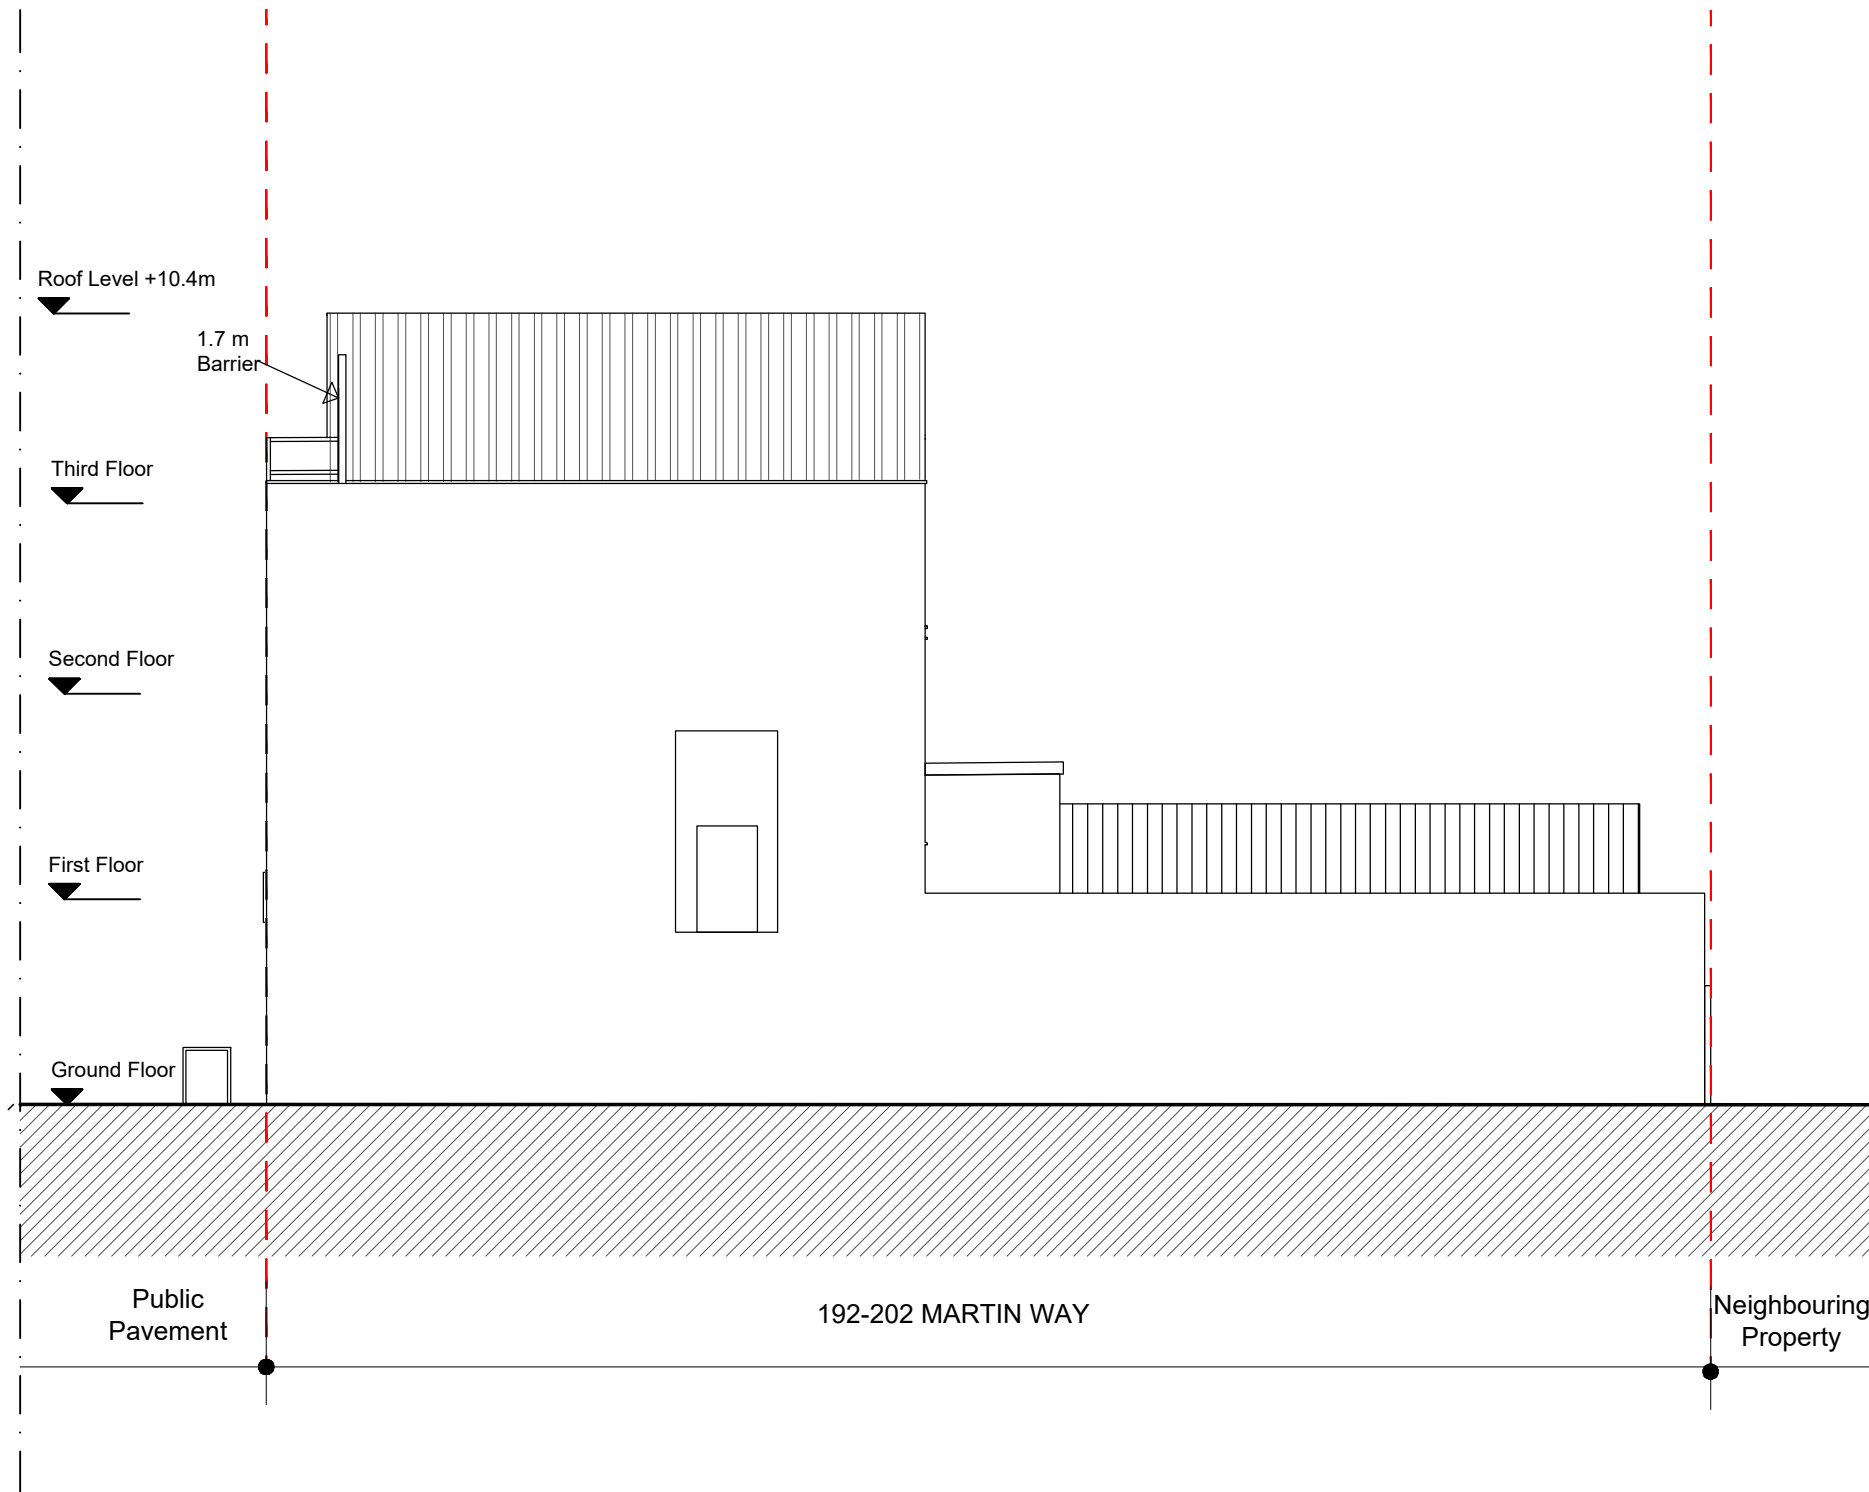 Roof Level +10.4m
1.7 m
Barrier
Third Floor
Second Floor
First Floor
Ground Floor
Public
Pavement
192-202 MARTIN WAY
Neighbouring
Property